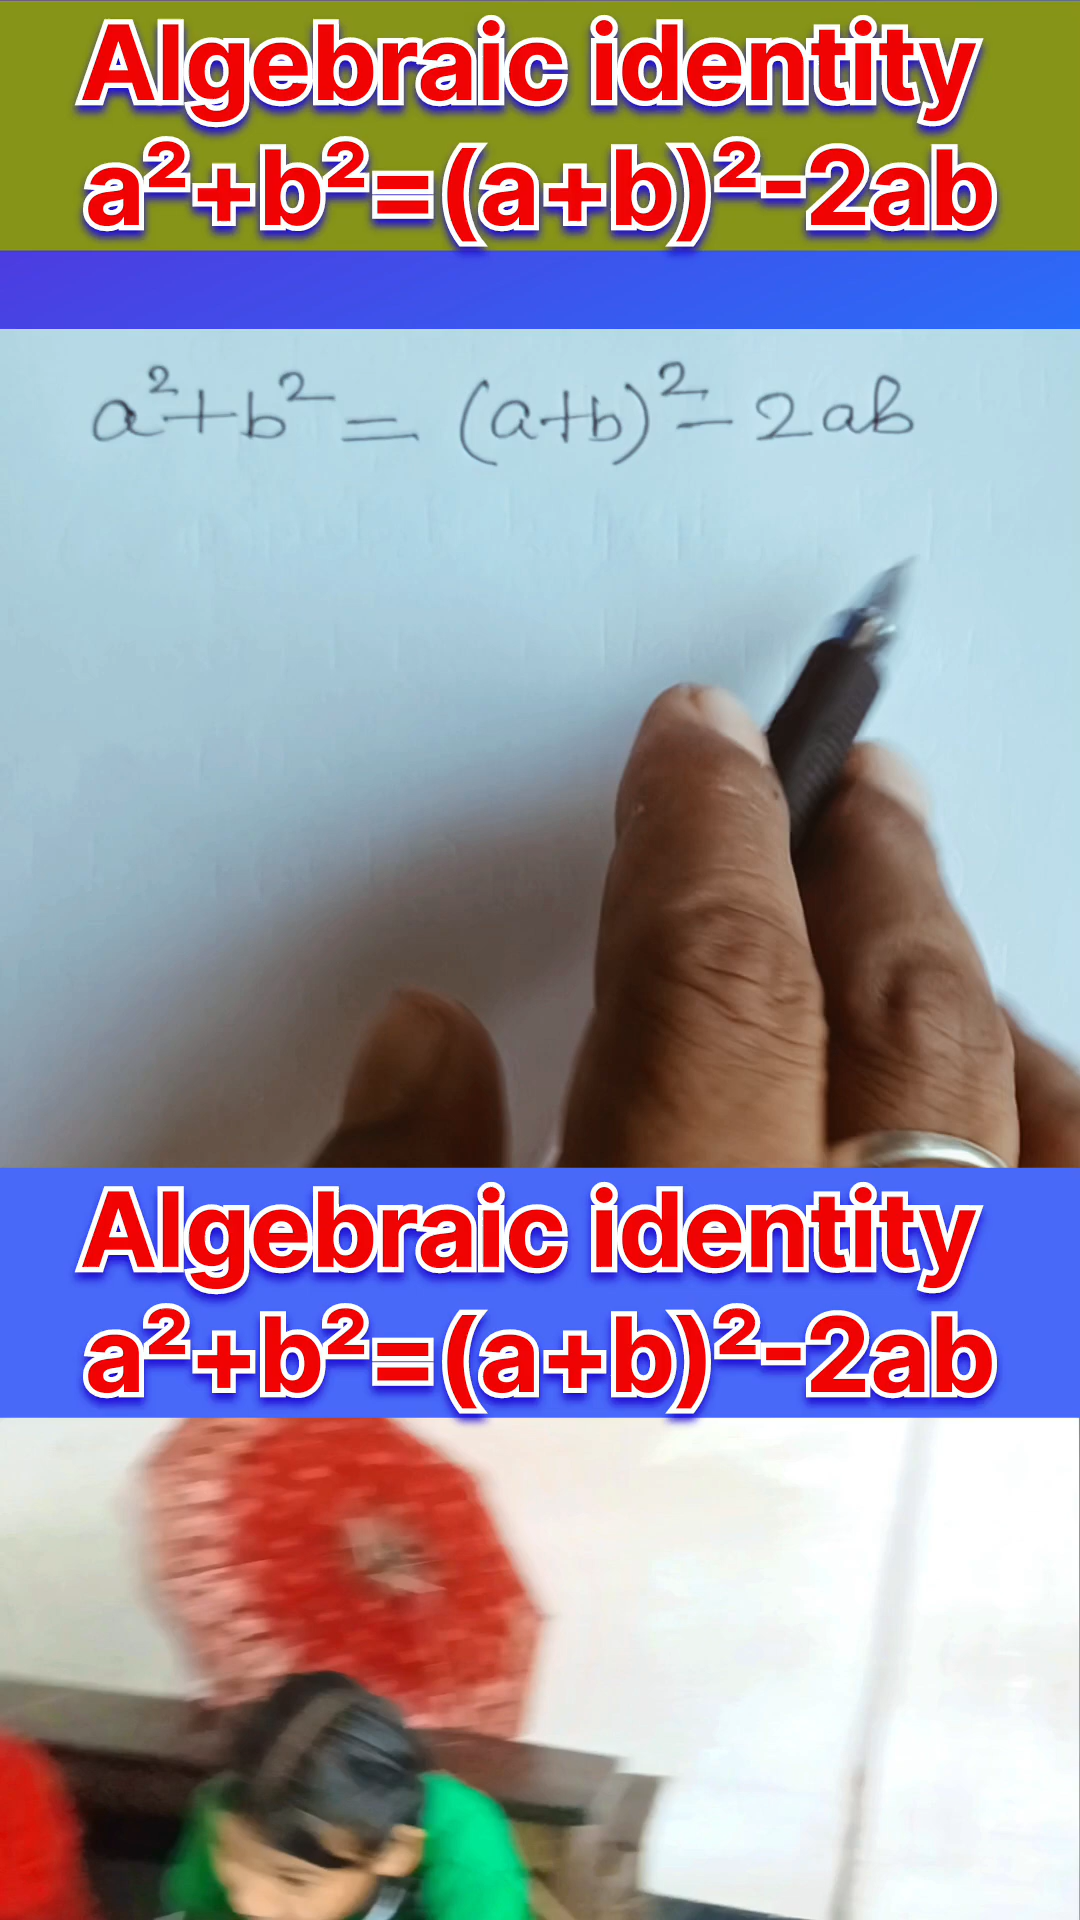 Algebraic identity
a²+b²=(a+b)²-2ab
a²+b² = (a+b)² - 2ab
Algebraic identity
a²+b²=(a+b)²-2ab